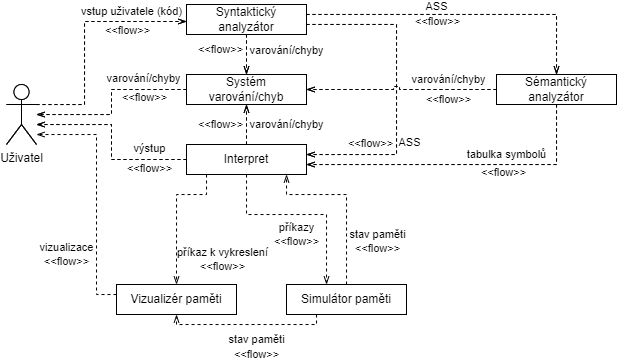 ASS
<<flow>>
vstup uživatele (kód)
<<flow>>
Syntaktický
analyzátor
<<flow>>
varování/chyby
varování/chyby
<<flow>>
Systém
varování/chyb
varování/chyby
<<flow>>
Sémantický
analyzátor
<<flow>>
varování/chyby
Uživatel
výstup
<<flow>>
Interpret
<<flow>>
ASS
tabulka symbolů
<<flow>>
vizualizace
<<flow>>
příkaz k vykreslení
<<flow>>
příkazy
<<flow>>
stav paměti
<<flow>>
Vizualizér paměti
Simulátor paměti
stav paměti
<<flow>>